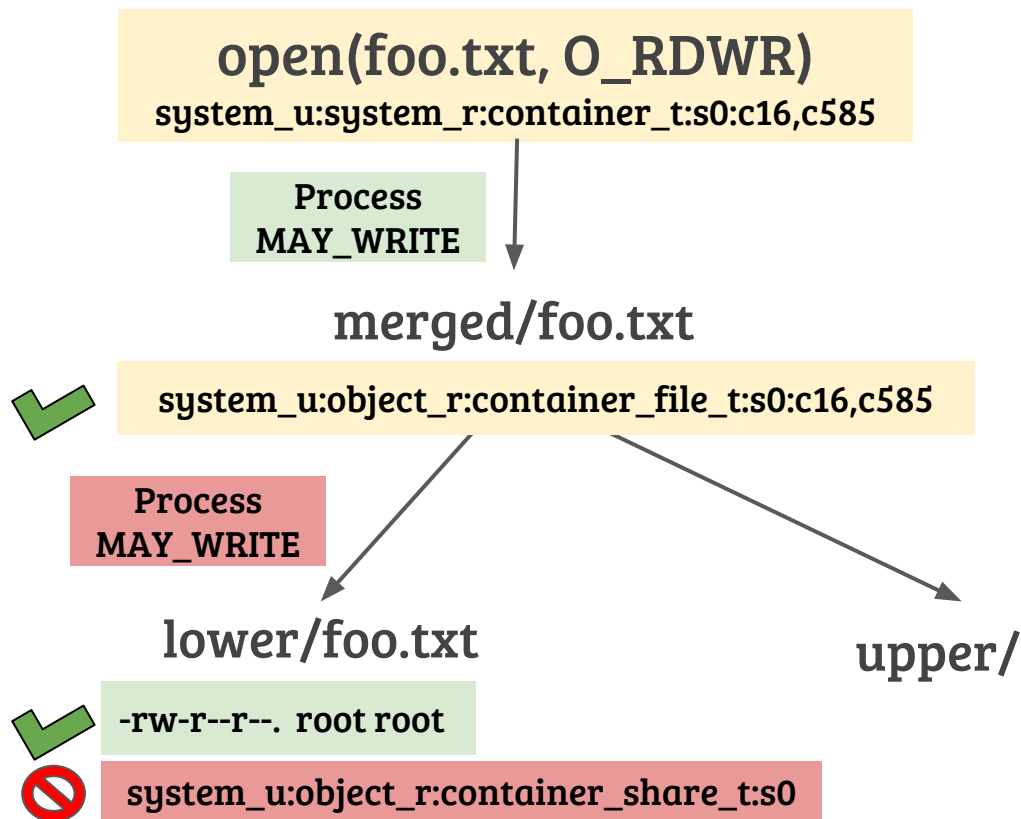 open(foo.txt, O_RDWR)
system_u:system_r:container_t:s0:c16,c585
Process
MAY_WRITE
merged/foo.txt
system_u:object_r:container_file_t:s0:c16,c585
Process
MAY_WRITE
lower/foo.txt
upper/
-rw-r--r--. root root
system_u:object_r:container_share_t:s0